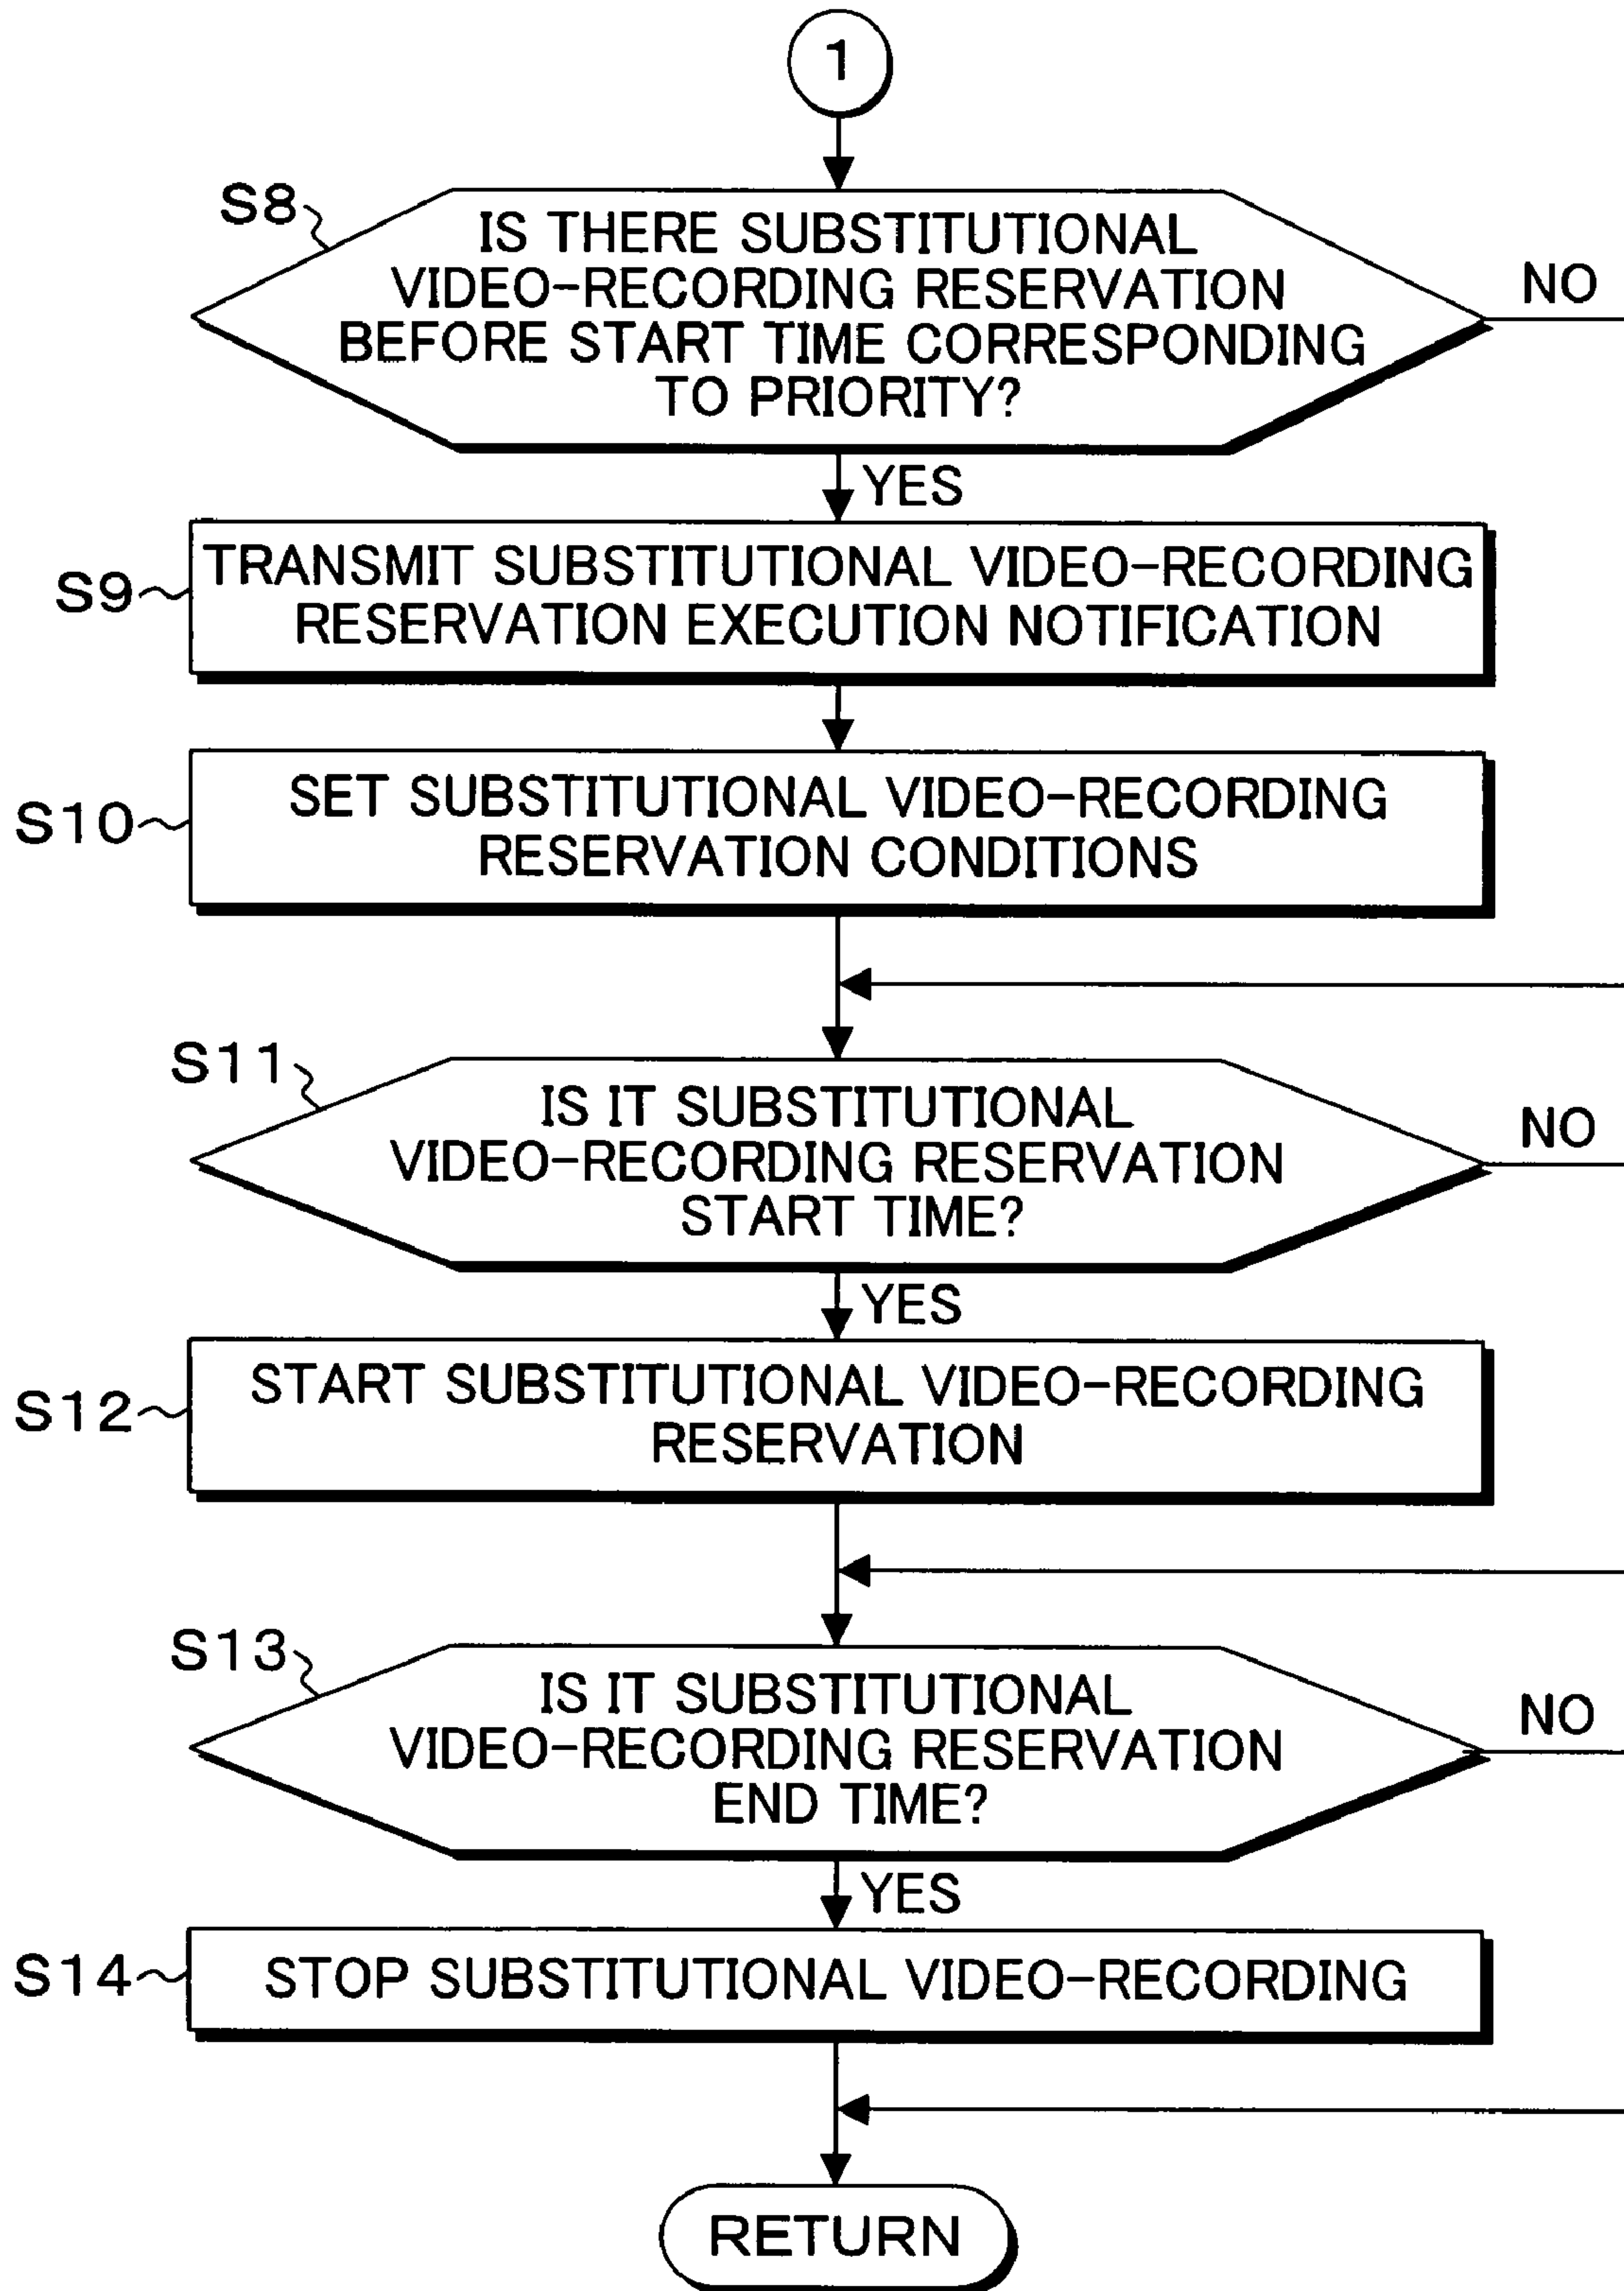 1
S8
IS THERE SUBSTITUTIONAL
VIDEO-RECORDING RESERVATION
BEFORE START TIME CORRESPONDING
TO PRIORITY?
NO
YES
S9
TRANSMIT SUBSTITUTIONAL VIDEO-RECORDING
RESERVATION EXECUTION NOTIFICATION
S10
SET SUBSTITUTIONAL VIDEO-RECORDING
RESERVATION CONDITIONS
S11
IS IT SUBSTITUTIONAL
VIDEO-RECORDING RESERVATION
START TIME?
NO
YES
S12
START SUBSTITUTIONAL VIDEO-RECORDING
RESERVATION
S13
IS IT SUBSTITUTIONAL
VIDEO-RECORDING RESERVATION
END TIME?
NO
YES
S14
STOP SUBSTITUTIONAL VIDEO-RECORDING
RETURN